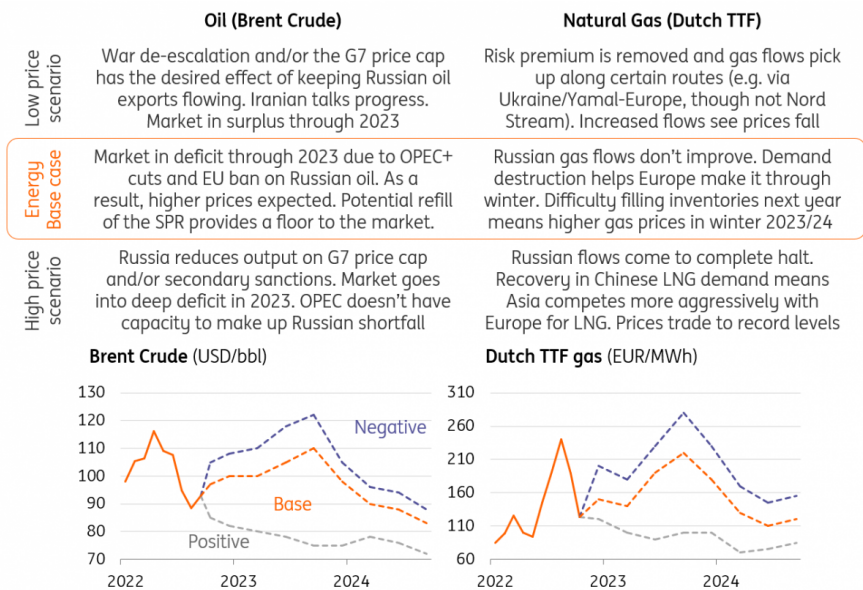 Oil (Brent Crude)
Natural Gas (Dutch TTF)
Low price
scenario
War de-escalation and/or the G7 price cap
has the desired effect of keeping Russian oil
exports flowing. Iranian talks progress.
Market in surplus through 2023
Risk premium is removed and gas flows pick
up along certain routes (e.g. via
Ukraine/Yamal-Europe, though not Nord
Stream). Increased flows see prices fall
Energy
Base case
Market in deficit through 2023 due to OPEC+
cuts and EU ban on Russian oil. As a
result, higher prices expected. Potential refill
of the SPR provides a floor to the market.
Russian gas flows don't improve. Demand
destruction helps Europe make it through
winter. Difficulty filling inventories next year
means higher gas prices in winter 2023/24
High price
scenario
Russia reduces output on G7 price cap
and/or secondary sanctions. Market goes
into deep deficit in 2023. OPEC doesn't have
capacity to make up Russian shortfall
Russian flows come to complete halt.
Recovery in Chinese LNG demand means
Asia competes more aggressively with
Europe for LNG. Prices trade to record levels
Brent Crude (USD/bbl)
130
120
110
100
90
80
70
Negative
Base
Positive
2022
2023
2024
Dutch TTF gas (EUR/MWh)
310
260
210
160
110
60
2022
2023
2024